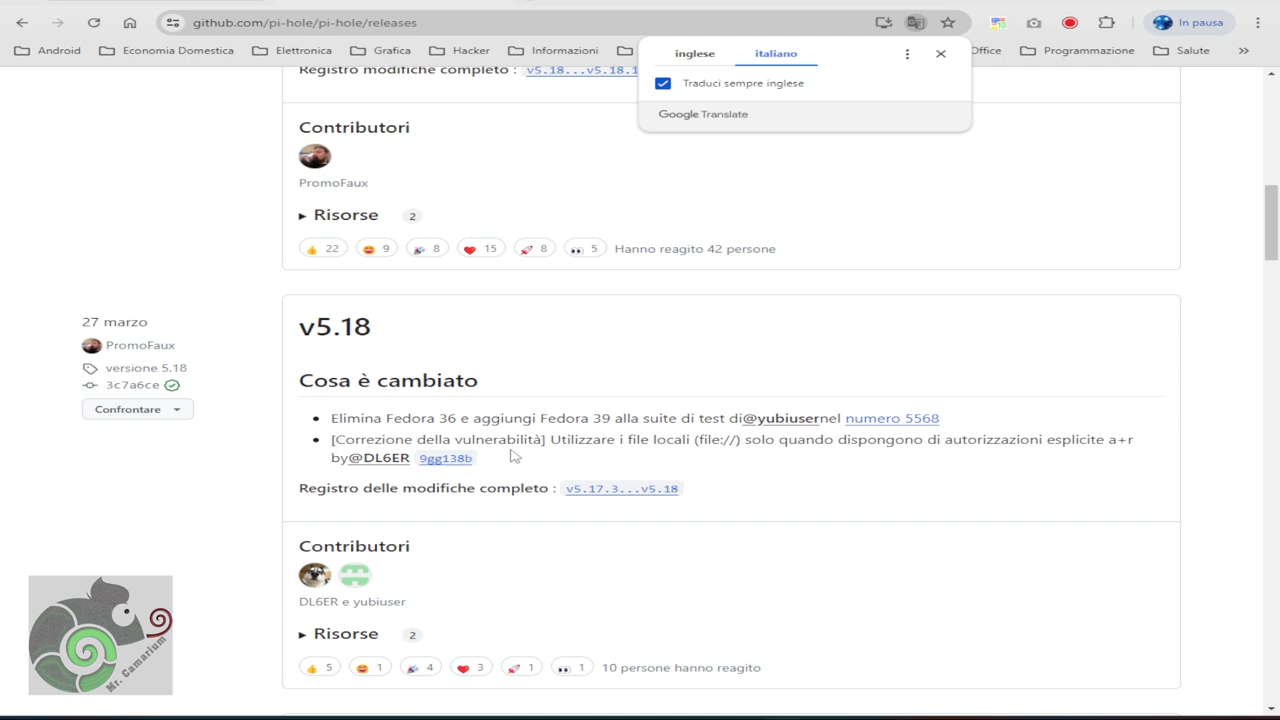 github.com/pi-hole/pi-hole/releases
In pausa
Android
Economia Domestica
Elettronica
Grafica
Hacker
Informazioni
Office
Programmazione
Salute
»
inglese
italiano
Traduci sempre inglese
Google Translate
Registro modifiche completo : v5.18...v5.18.1
Contributori
PromoFaux
Risorse 2
22 9 8 15 8 5 Hanno reagito 42 persone
27 marzo
PromoFaux
versione 5.18
3c7a6ce
Confrontare
v5.18
Cosa è cambiato
• Elimina Fedora 36 e aggiungi Fedora 39 alla suite di test di@yubiusernel numero 5568
• [Correzione della vulnerabilità] Utilizzare i file locali (file://) solo quando dispongono di autorizzazioni esplicite a+r
by@DL6ER 9gg138b
Registro delle modifiche completo : v5.17.3...v5.18
Contributori
DL6ER e yubiuser
Risorse 2
5 1 4 3 1 1 10 persone hanno reagito
Mr. Camarium